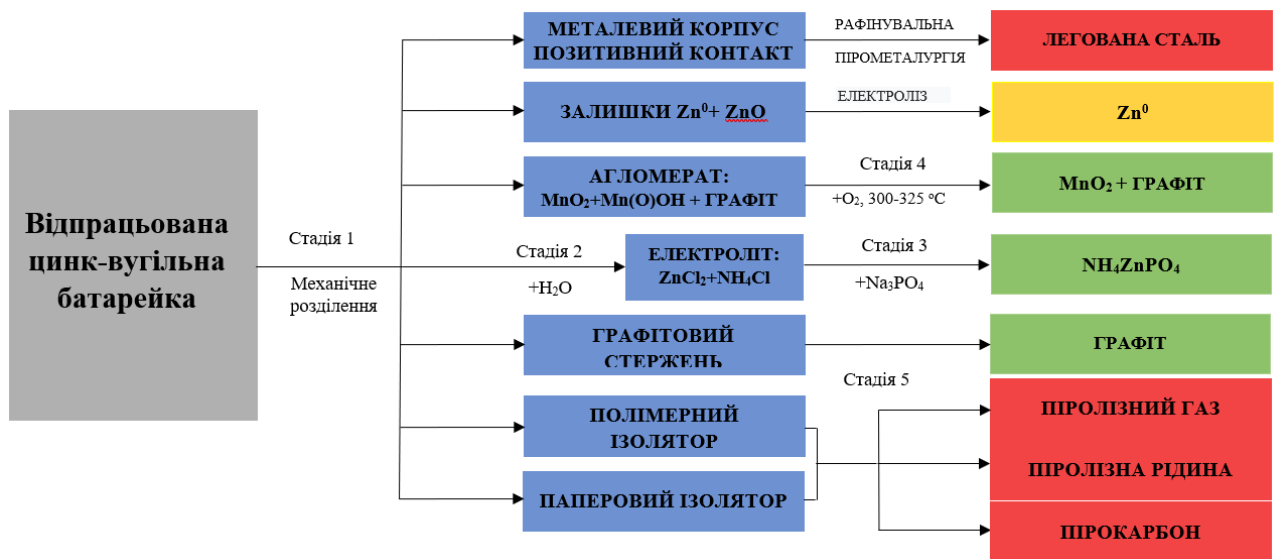 Відпрацьована
цинк-вугільна
батарейка
Стадія 1
Механічне
розділення
МЕТАЛЕВИЙ КОРПУС
ПОЗИТИВНИЙ КОНТАКТ
РАФІНУВАЛЬНА
ПІРОМЕТАЛУРГІЯ
ЛЕГОВАНА СТАЛЬ
ЗАЛИШКИ Zn⁰+ ZnO
ЕЛЕКТРОЛІЗ
Zn⁰
АГЛОМЕРАТ:
MnO₂+Mn(O)OH + ГРАФІТ
Стадія 4
+O₂, 300-325 °C
MnO₂ + ГРАФІТ
Стадія 2
+H₂O
ЕЛЕКТРОЛІТ:
ZnCl₂+NH₄Cl
Стадія 3
+Na₃PO₄
NH₄ZnPO₄
ГРАФІТОВИЙ
СТЕРЖЕНЬ
ГРАФІТ
Стадія 5
ПОЛІМЕРНИЙ
ІЗОЛЯТОР
ПАПЕРОВИЙ ІЗОЛЯТОР
ПІРОЛІЗНИЙ ГАЗ
ПІРОЛІЗНА РІДИНА
ПІРОКАРБОН